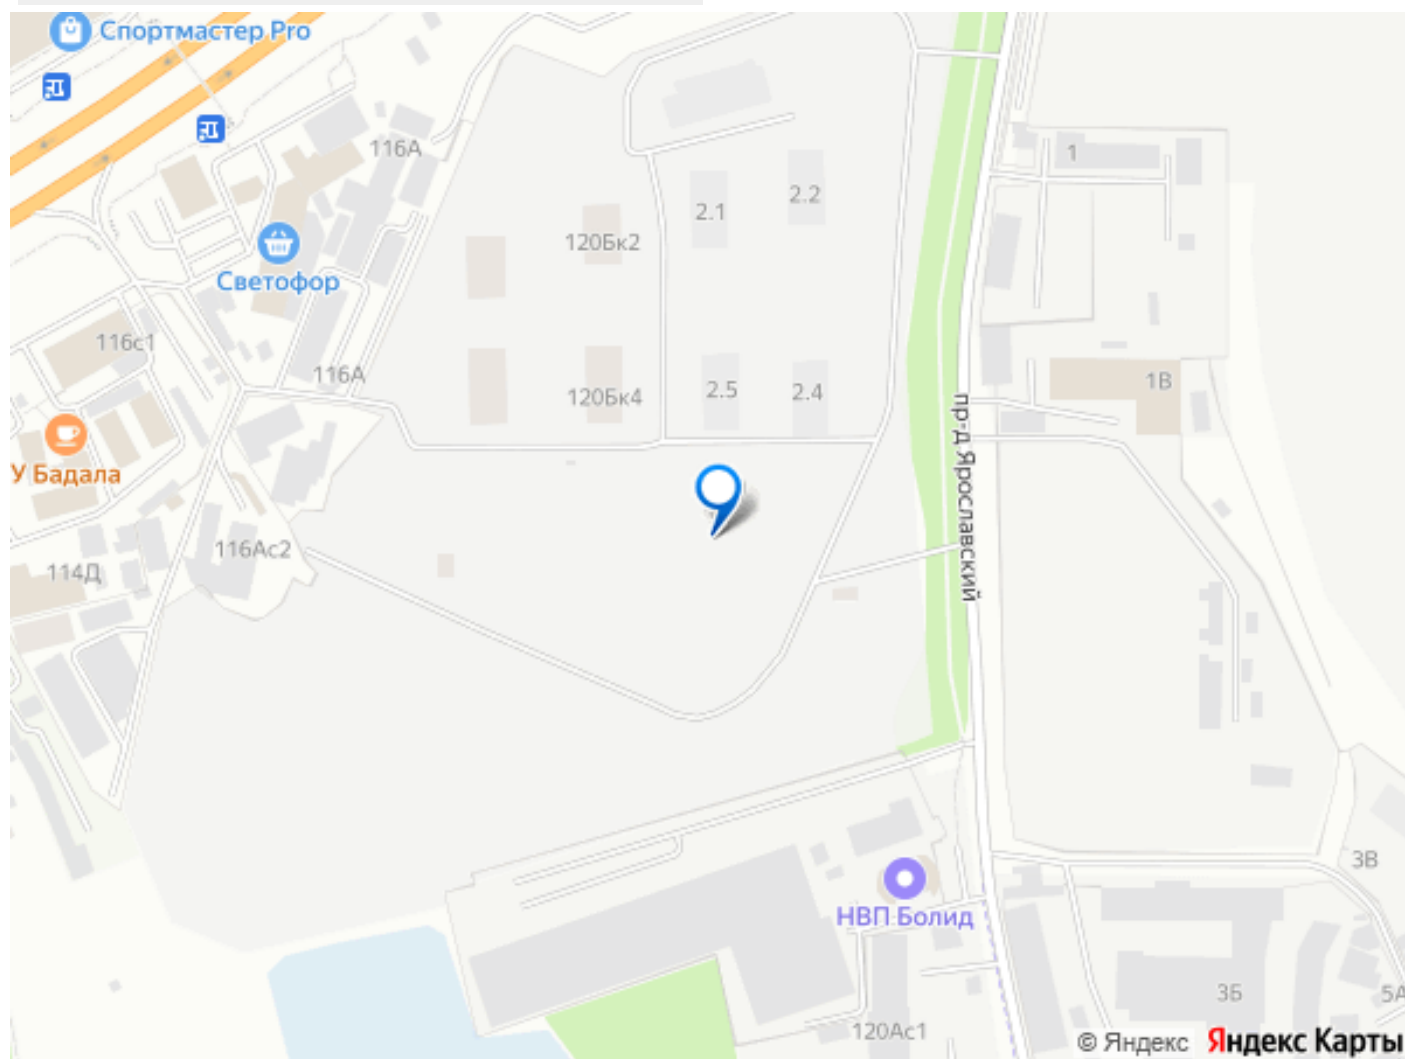 Спортмастер Pro
116А
1
2.2
2.1
120Бк2
Светофор
116с1
116А
1В
2.5
2.4
120Бк4
пр-д Ярославский
У Бадала
116Ас2
114Д
3В
НВП Болид
3Б
5А
120Ас1
© Яндекс
Яндекс Карты